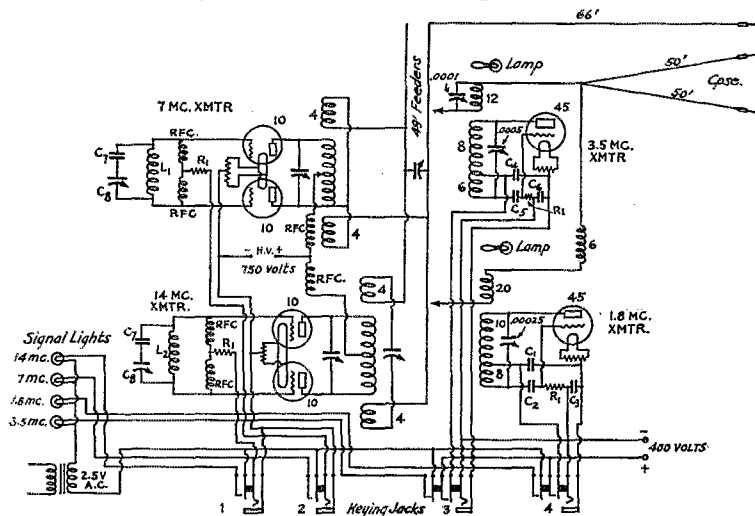 66'
Lamp
50'
Cpse.
50'
.0001
12
45
3.5 MC.
XMTR
7 MC. XMTR
10
4
49' Feeders
8
.0005
C4
6
C5
C6
R1
RFC.
C7
L1
R1
C8
RFC
10
RFC
4
- H.V. +
750 Volts
RFC.
Lamp
6
20
14 MC.
XMTR.
10
4
45
1.8 MC.
XMTR.
10
.00025
Signal Lights
C7
L2
RFC
R1
C8
RFC
10
4
8
C1
C2
R1
C3
14 mc.
7 mc.
1.8 mc.
3.5 mc.
2.5V
A.C.
-
400 VOLTS
+
1
2
Keying Jacks
3
4